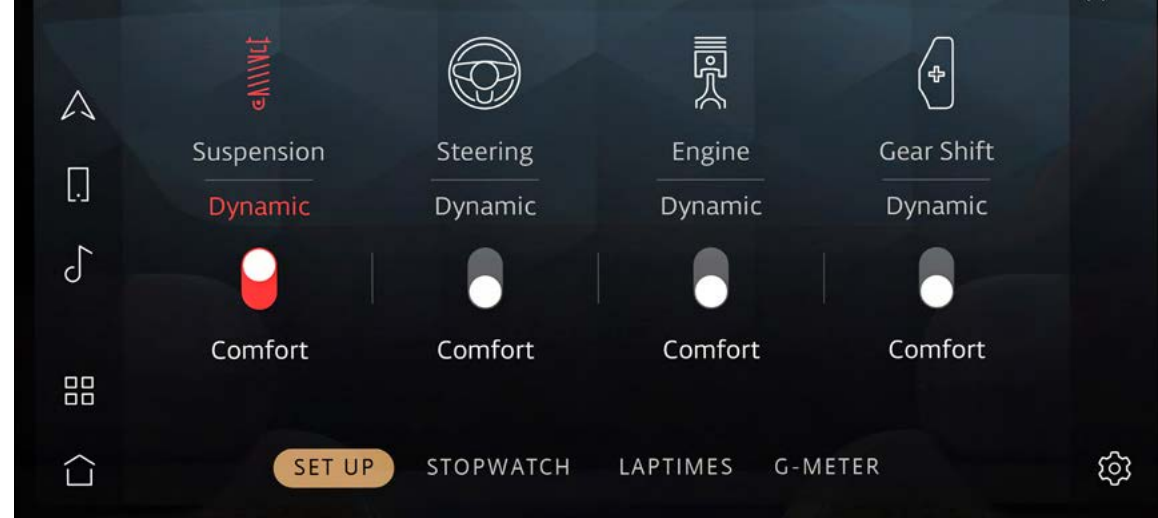 Suspension Steering Engine Gear Shift
Dynamic Dynamic Dynamic Dynamic
Comfort Comfort Comfort Comfort
SET UP STOPWATCH LAPTIMES G-METER